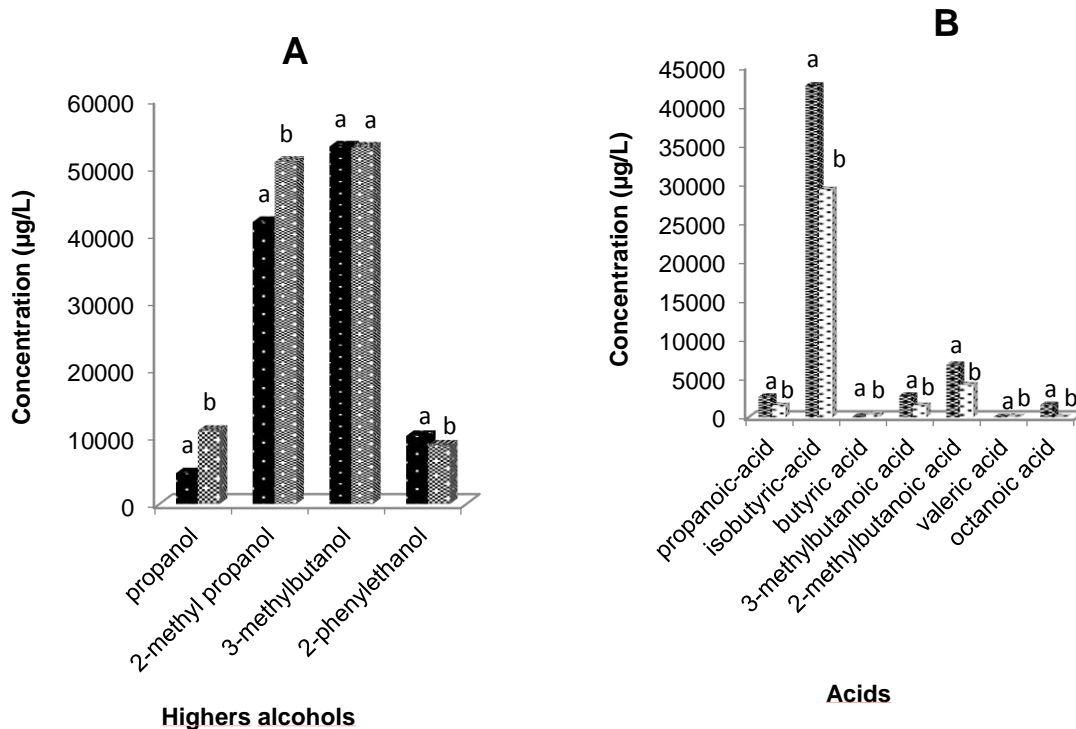 A
Concentration (µg/L)
60000
50000
40000
30000
20000
10000
0
a
b
a
b
a
a
a
b
propanol
2-methyl propanol
3-methylbutanol
2-phenylethanol
Highers alcohols
B
Concentration (µg/L)
45000
40000
35000
30000
25000
20000
15000
10000
5000
0
a
b
a
b
a
b
a
b
a
b
a
b
a
b
propanoic-acid
isobutyric-acid
butyric acid
3-methylbutanoic acid
2-methylbutanoic acid
valeric acid
octanoic acid
Acids